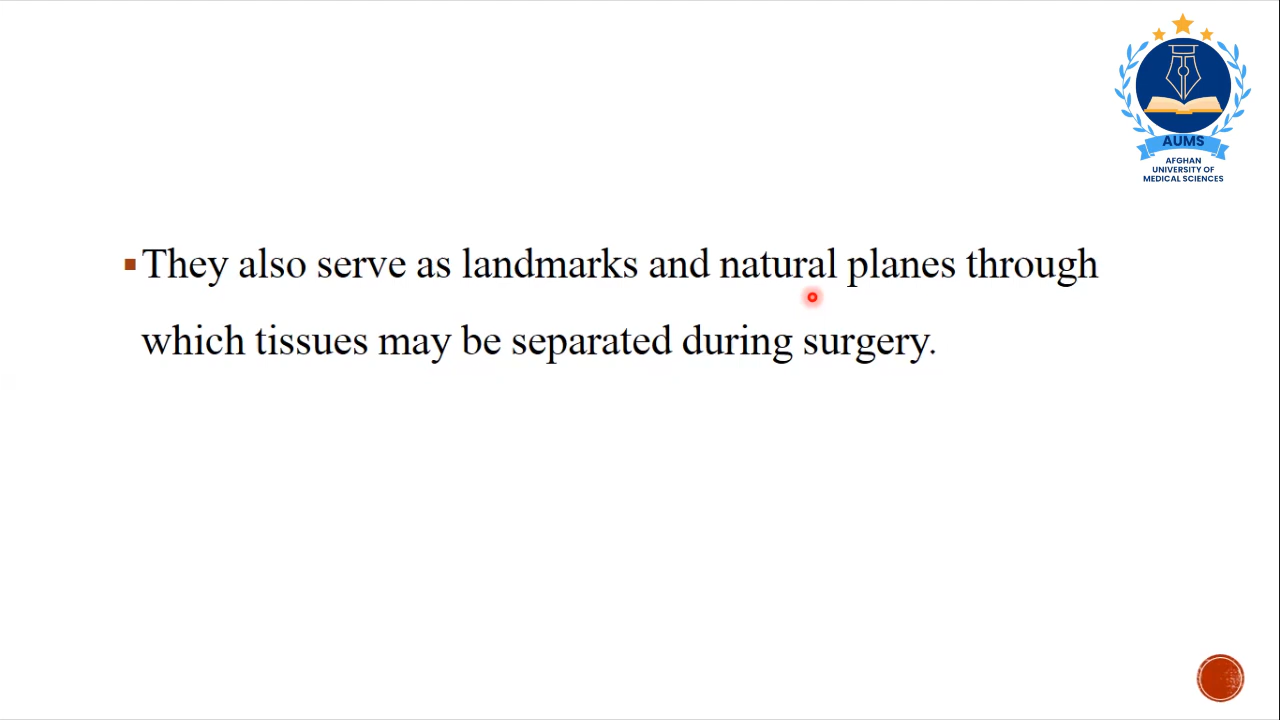 AUMS
AFGHAN
UNIVERSITY OF
MEDICAL SCIENCES
They also serve as landmarks and natural planes through
which tissues may be separated during surgery.